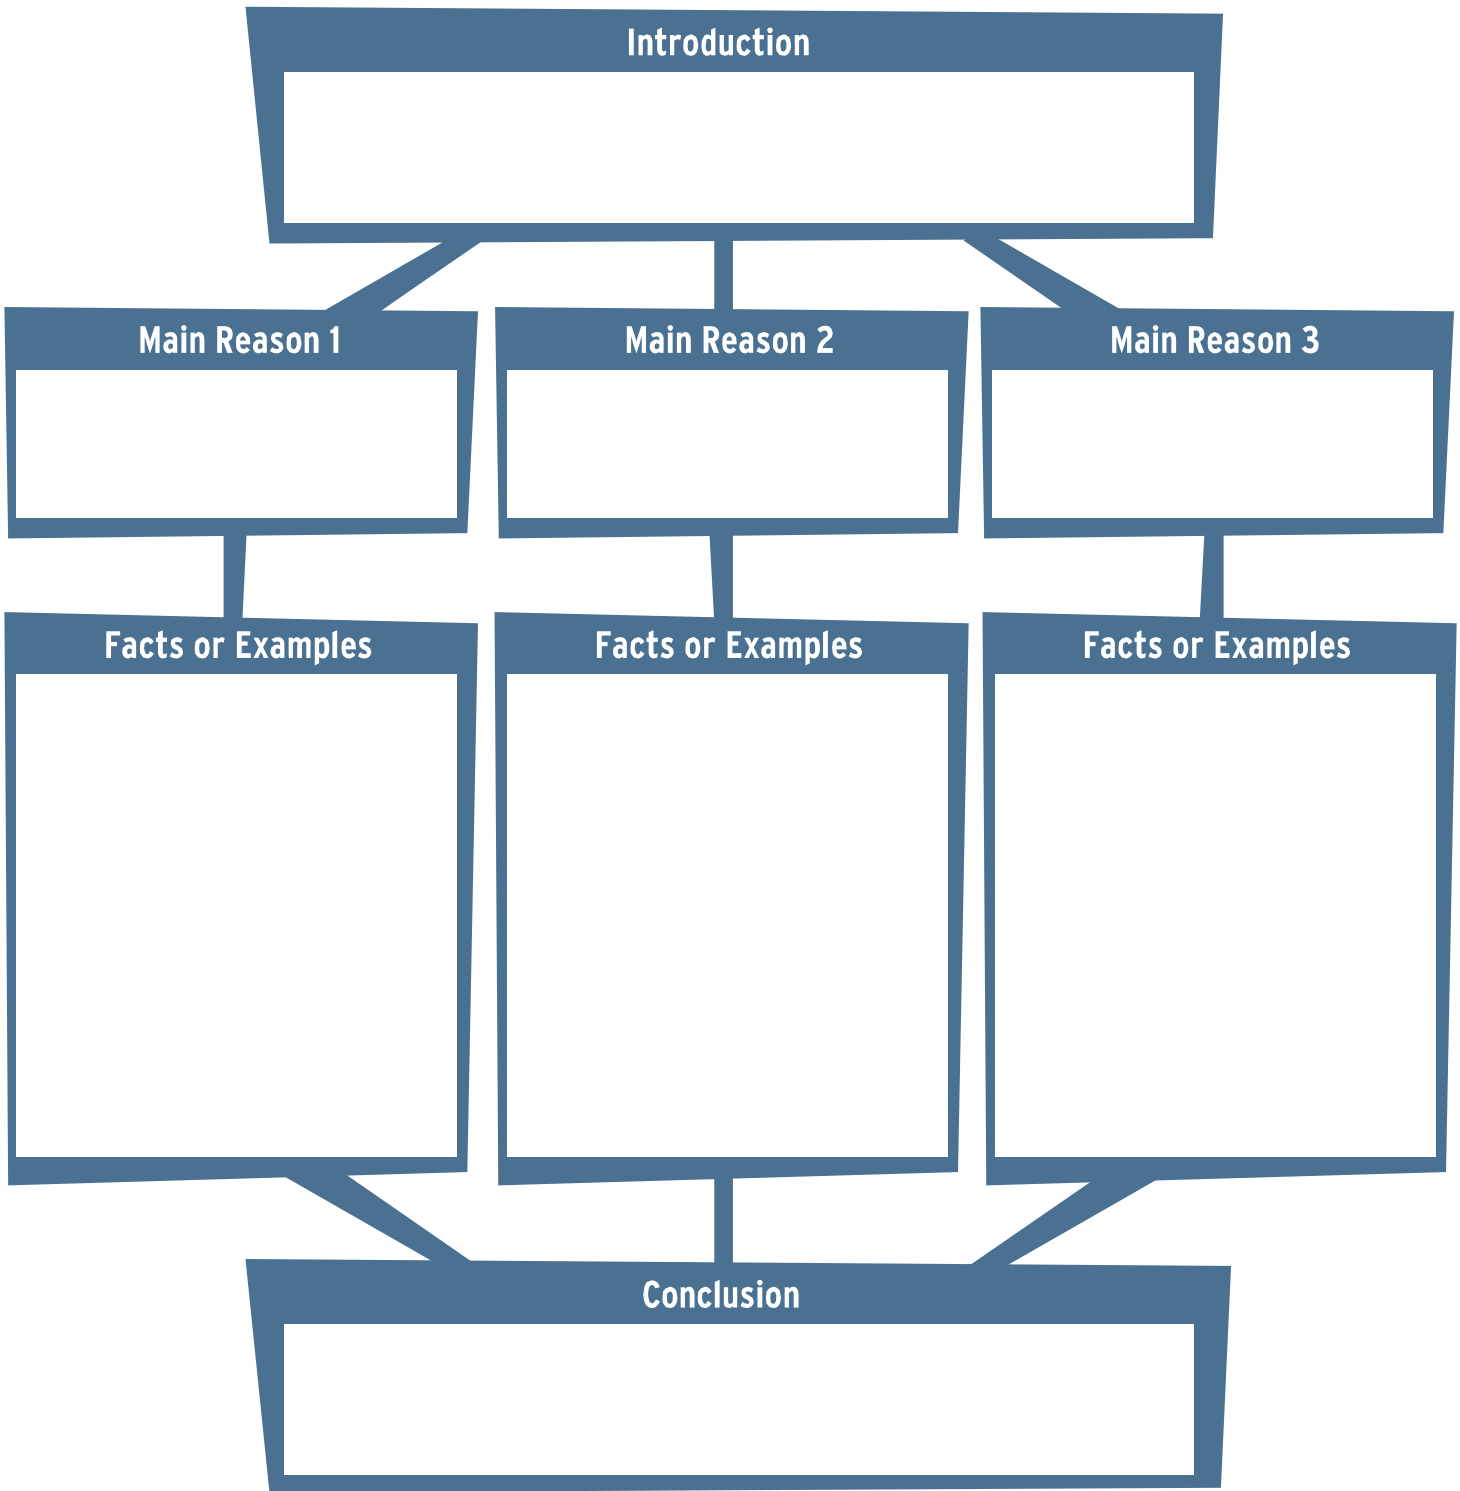 Introduction
Main Reason 1
Main Reason 2
Main Reason 3
Facts or Examples
Facts or Examples
Facts or Examples
Conclusion